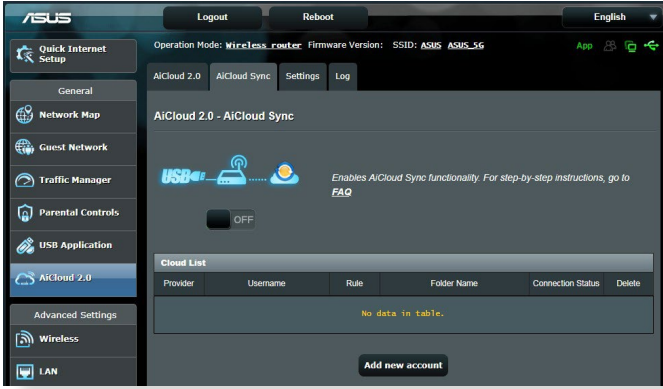 ASUS
Logout
Reboot
English
Quick Internet
Setup
Operation Mode: Wireless router Firmware Version: SSID: ASUS ASUS_5G
App
AiCloud 2.0
AiCloud Sync
Settings
Log
General
Network Map
Guest Network
Traffic Manager
Parental Controls
USB Application
AiCloud 2.0
Advanced Settings
Wireless
LAN
AiCloud 2.0 - AiCloud Sync
USB
Enables AiCloud Sync functionality. For step-by-step instructions, go to
FAQ
OFF
Cloud List
Provider Username Rule Folder Name Connection Status Delete
No data in table.
Add new account